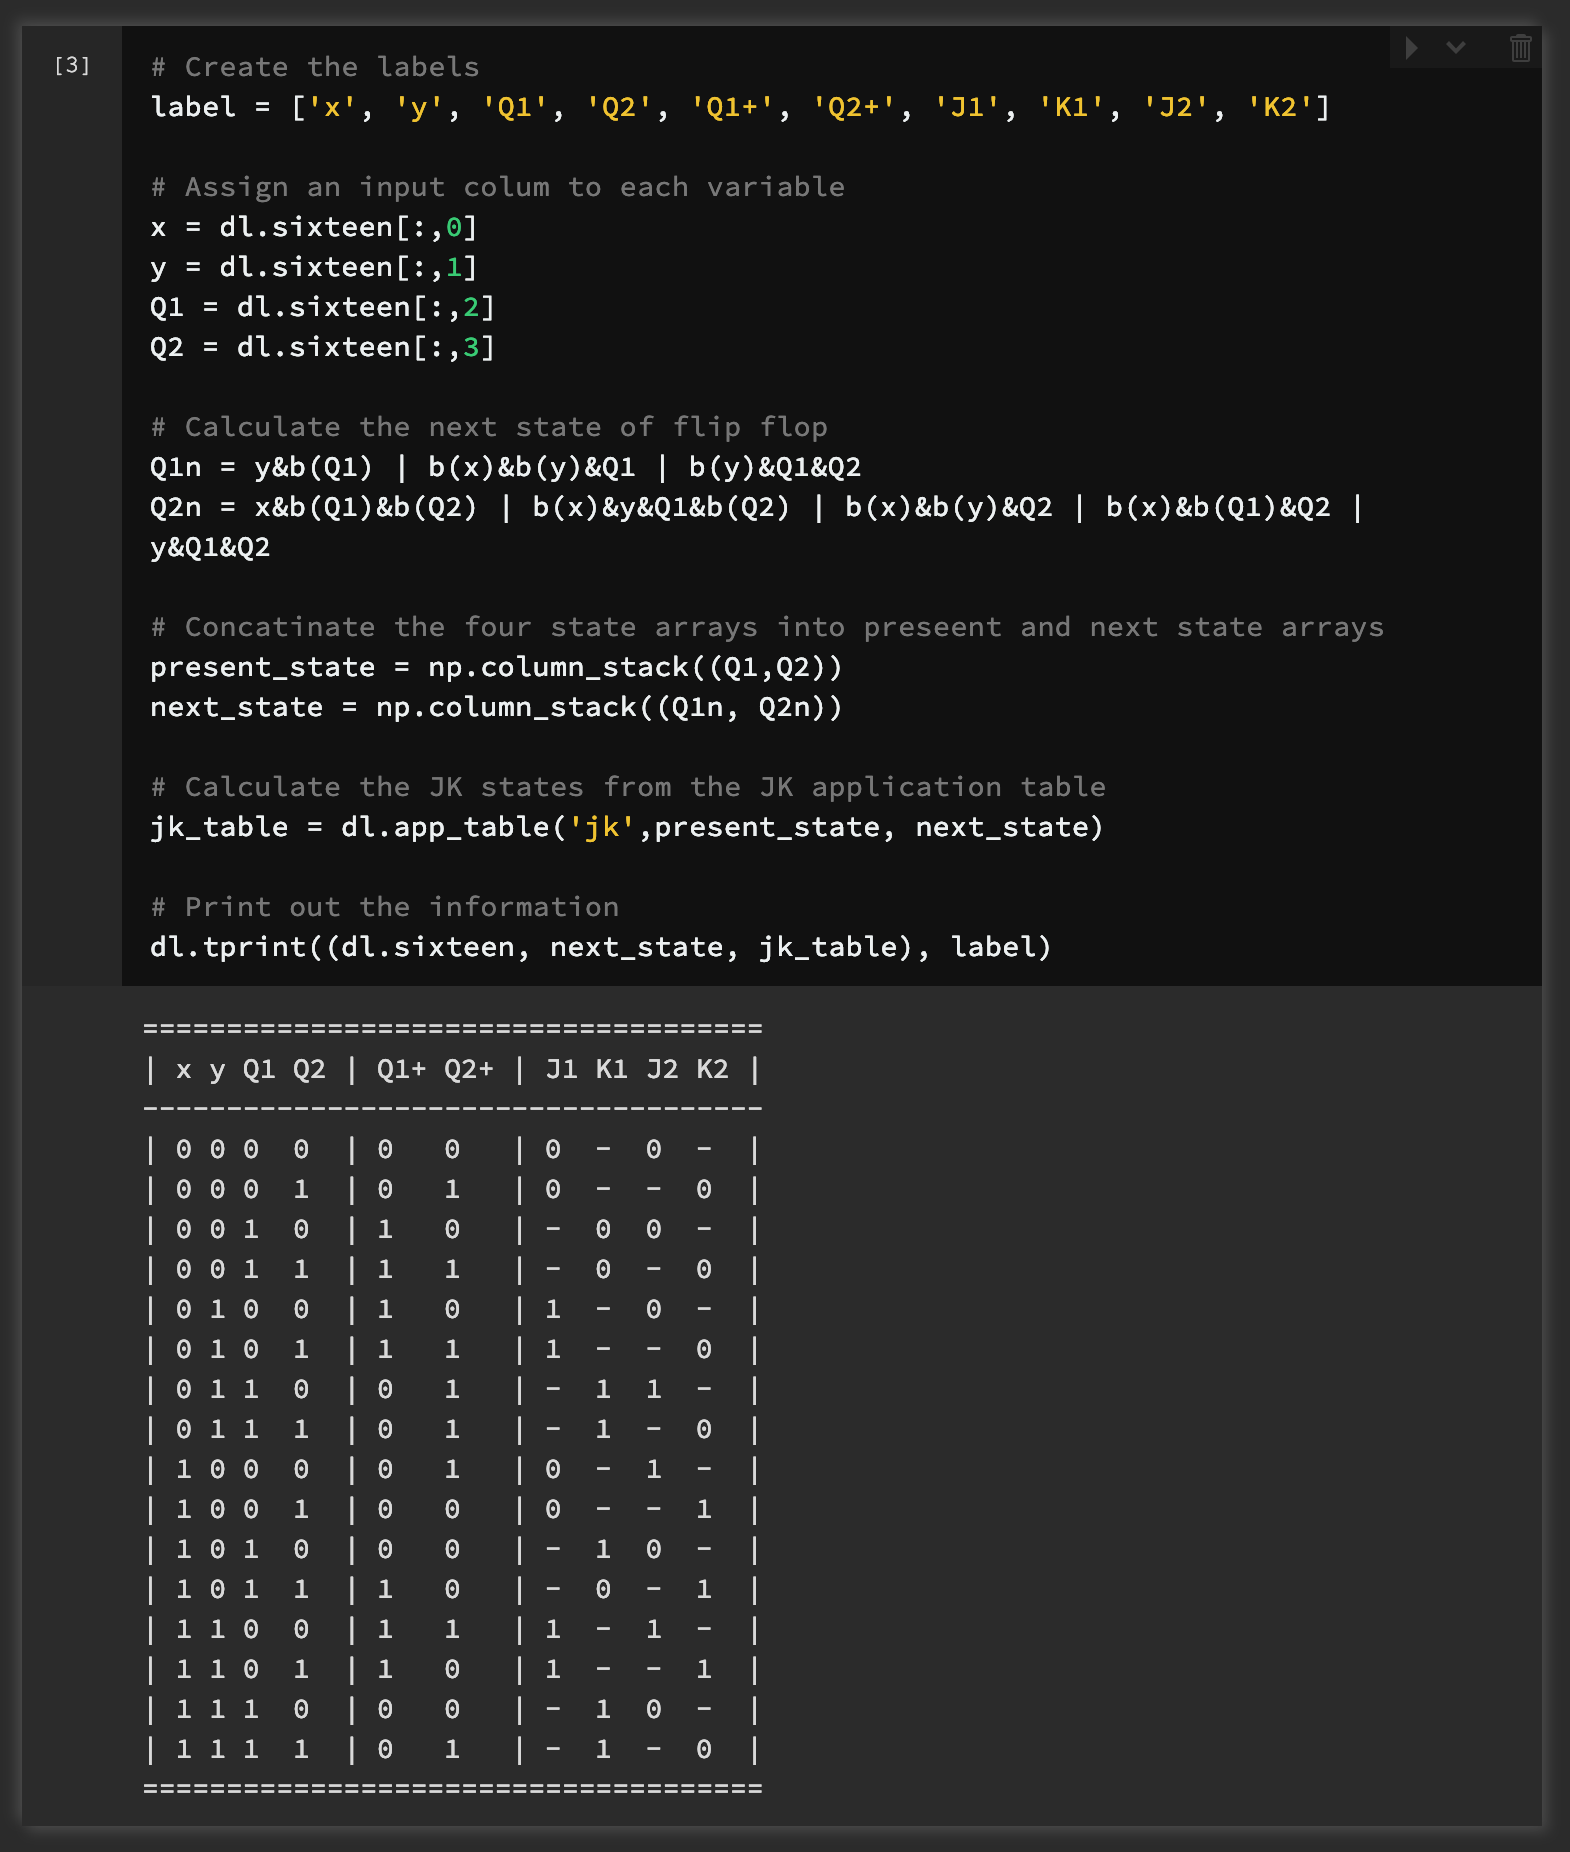 [3]
# Create the labels
label = ['x', 'y', 'Q1', 'Q2', 'Q1+', 'Q2+', 'J1', 'K1', 'J2', 'K2']
# Assign an input colum to each variable
x = dl.sixteen[:,0]
y = dl.sixteen[:,1]
Q1 = dl.sixteen[:,2]
Q2 = dl.sixteen[:,3]
# Calculate the next state of flip flop
Q1n = y&b(Q1) | b(x)&b(y)&Q1 | b(y)&Q1&Q2
Q2n = x&b(Q1)&b(Q2) | b(x)&y&Q1&b(Q2) | b(x)&b(y)&Q2 | b(x)&b(Q1)&Q2 |
y&Q1&Q2
# Concatinate the four state arrays into preseent and next state arrays
present_state = np.column_stack((Q1,Q2))
next_state = np.column_stack((Q1n, Q2n))
# Calculate the JK states from the JK application table
jk_table = dl.app_table('jk',present_state, next_state)
# Print out the information
dl.tprint((dl.sixteen, next_state, jk_table), label)
=====================================
| x y Q1 Q2 | Q1+ Q2+ | J1 K1 J2 K2 |
-------------------------------------
| 0 0 0  0  | 0   0   | 0  -  0  -  |
| 0 0 0  1  | 0   1   | 0  -  -  0  |
| 0 0 1  0  | 1   0   | -  0  0  -  |
| 0 0 1  1  | 1   1   | -  0  -  0  |
| 0 1 0  0  | 1   0   | 1  -  0  -  |
| 0 1 0  1  | 1   1   | 1  -  -  0  |
| 0 1 1  0  | 0   1   | -  1  1  -  |
| 0 1 1  1  | 0   1   | -  1  -  0  |
| 1 0 0  0  | 0   1   | 0  -  1  -  |
| 1 0 0  1  | 0   0   | 0  -  -  1  |
| 1 0 1  0  | 0   0   | -  1  0  -  |
| 1 0 1  1  | 1   0   | -  0  -  1  |
| 1 1 0  0  | 1   1   | 1  -  1  -  |
| 1 1 0  1  | 1   0   | 1  -  -  1  |
| 1 1 1  0  | 0   0   | -  1  0  -  |
| 1 1 1  1  | 0   1   | -  1  -  0  |
=====================================